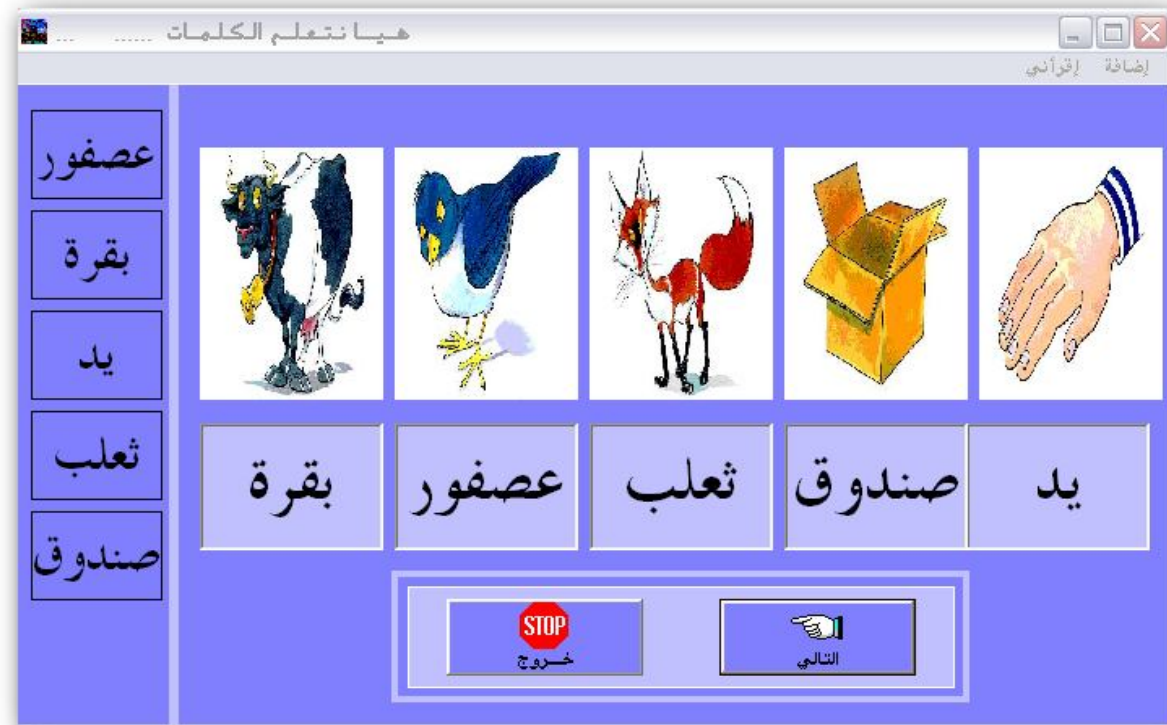 هيا نتعلم الكلمات ...... ...
إضافة إقرأني
عصفور
بقرة
يد
ثعلب
صندوق
يد
صندوق
ثعلب
عصفور
بقرة
التالي
STOP
خروج